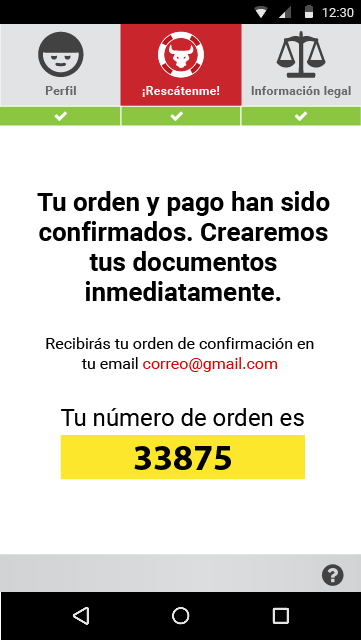 12:30
Perfil
¡Rescátenme!
Información legal
Tu orden y pago han sido
confirmados. Crearemos
tus documentos
inmediatamente.
Recibirás tu orden de confirmación en
tu email correo@gmail.com
Tu número de orden es
33875
?